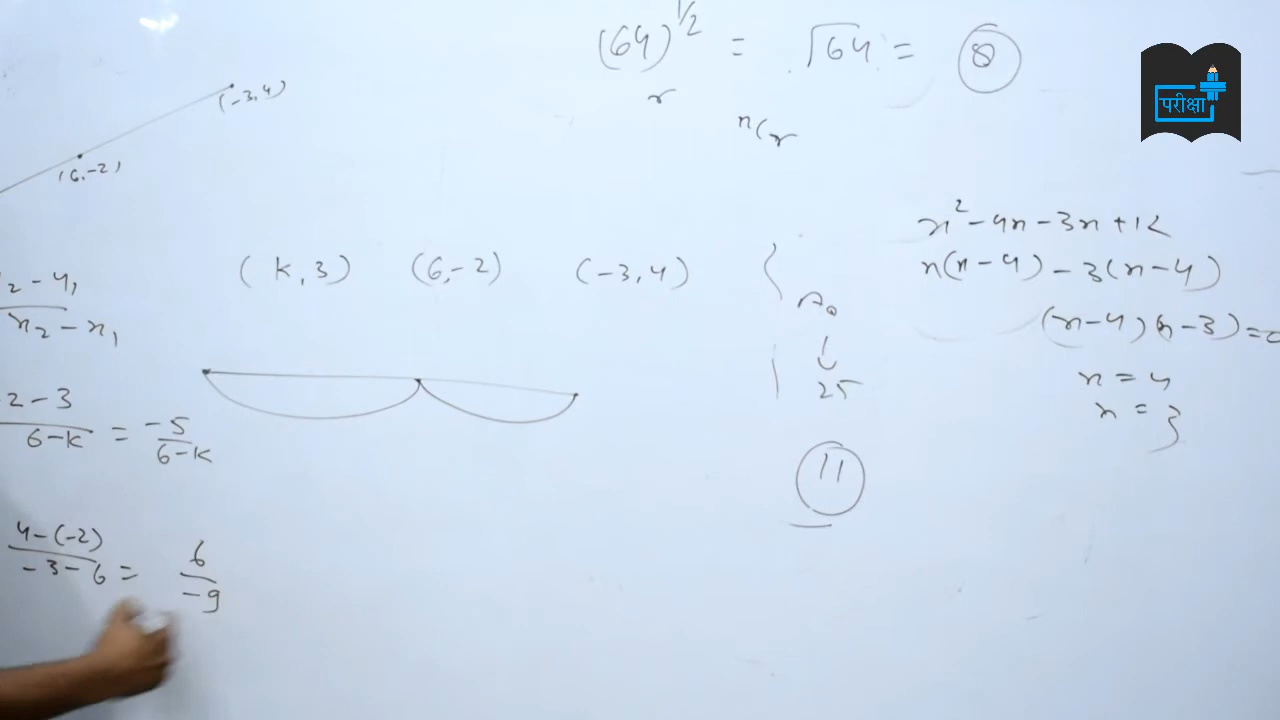 (64)^1/2 = √64 = 8
r
nCr
परीक्षा
(-3,4)
(6,-2)
(K,3) (6,-2) (-3,4)
x² - 4x - 3x + 12
x(x-4) - 3(x-4)
(x-4)(x-3)=0
x = 4
x = 3
25
11
2 - 4₁
x₂ - x₁
-2 - 3
6-K
= -5
6-K
4-(-2)
-3-6
= 6
-9